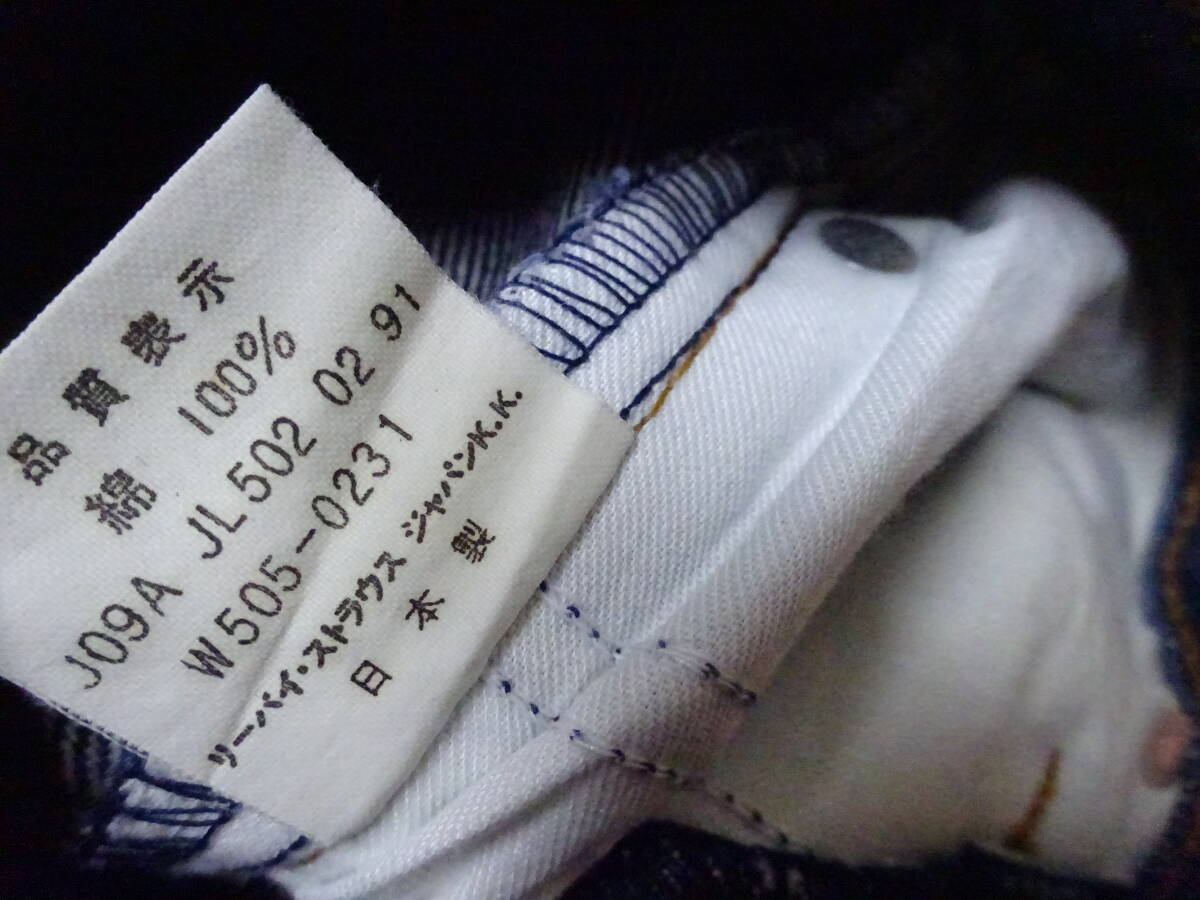 品質表示
綿 100%
J09A JL502 02 91
W505-0231
リーバイ・ストラウス ジャパンK.K.
日本製